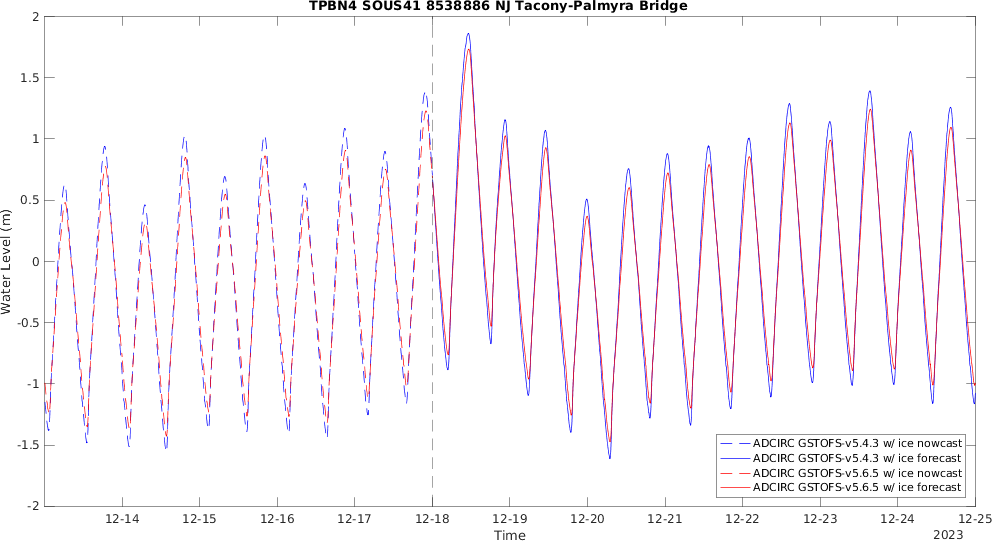 TPBN4 SOUS41 8538886 NJ Tacony-Palmyra Bridge
2
1.5
1
0.5
0
-0.5
-1
-1.5
-2
Water Level (m)
12-14 12-15 12-16 12-17 12-18 12-19 12-20 12-21 12-22 12-23 12-24 12-25
Time
2023
ADCIRC GSTOFS-v5.4.3 w/ ice nowcast
ADCIRC GSTOFS-v5.4.3 w/ ice forecast
ADCIRC GSTOFS-v5.6.5 w/ ice nowcast
ADCIRC GSTOFS-v5.6.5 w/ ice forecast